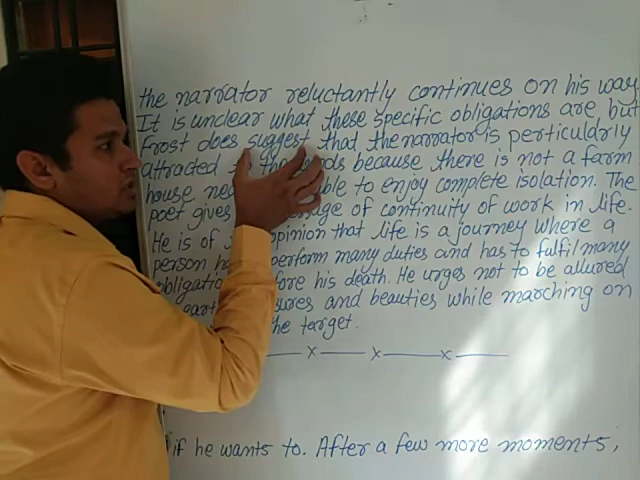 the narrator reluctantly continues on his way.
It is unclear what these specific obligations are but
Frost does suggest that the narrator is perticuldrly
attracted the because there is not a farm
house to enjoy complete isolation. The
poet gives of continuity of work in life.
He is of opinion that life is a journey where a
person perform many duties and has to fulfil many
his death. He urges not to be allured
and beauties while marching on
the target.
if he wants to. After a few more moments,